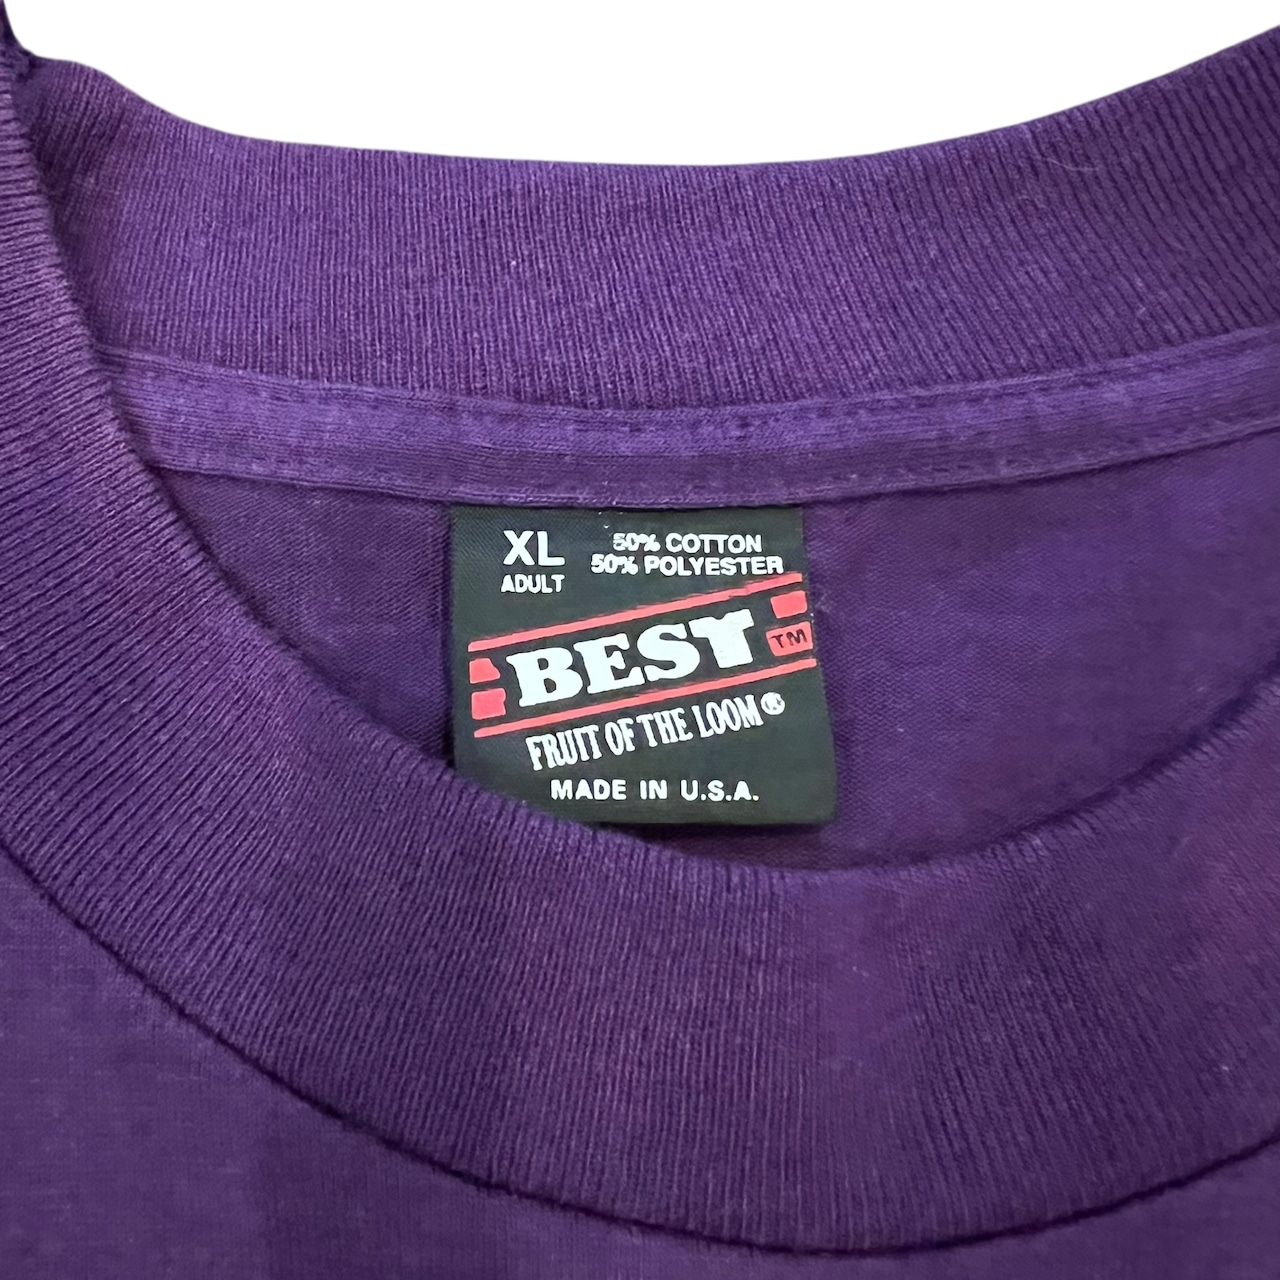 XL
ADULT
50% COTTON
50% POLYESTER
BEST TM
FRUIT OF THE LOOM®
MADE IN U.S.A.